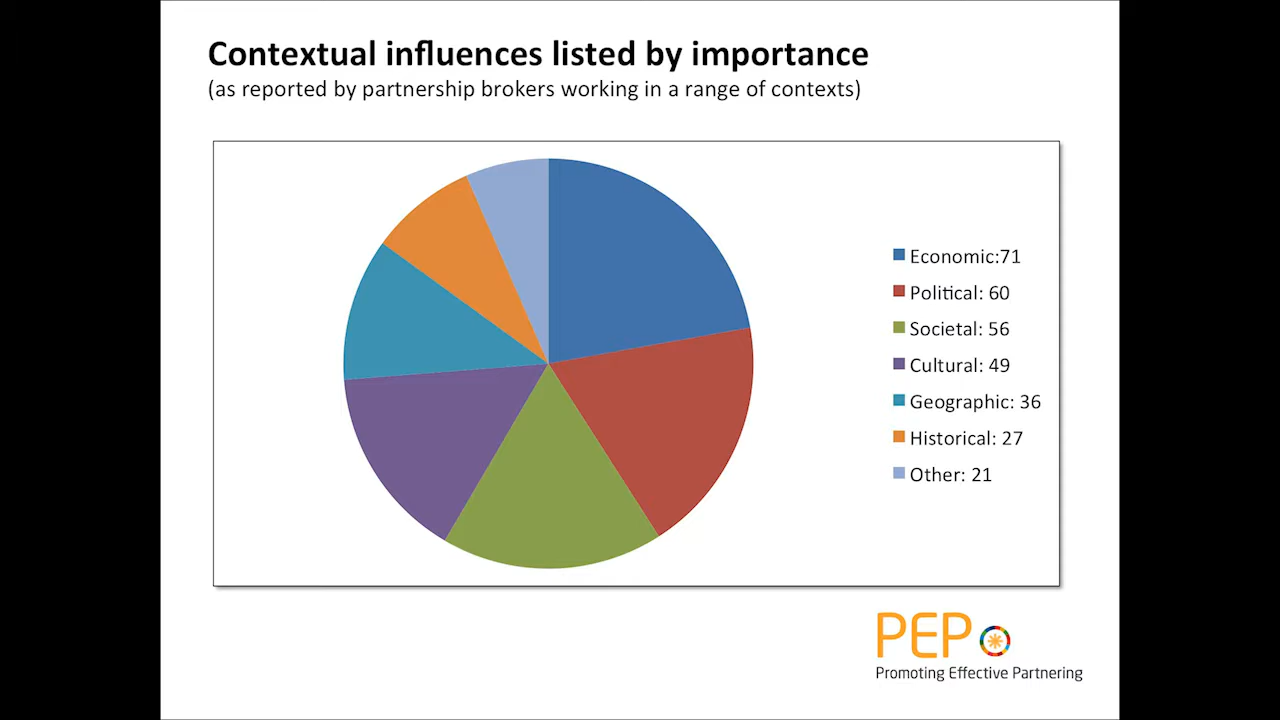 Contextual influences listed by importance
(as reported by partnership brokers working in a range of contexts)
Economic:71
Political: 60
Societal: 56
Cultural: 49
Geographic: 36
Historical: 27
Other: 21
PEP
Promoting Effective Partnering